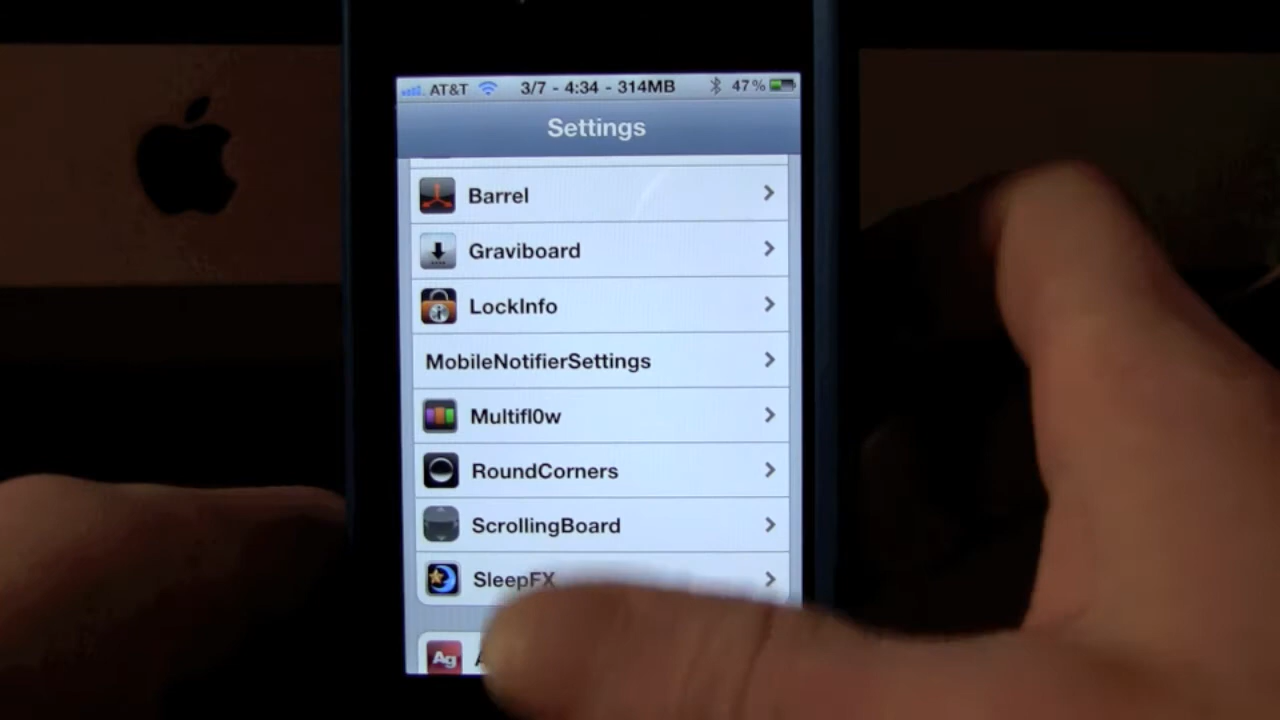 AT&T 3/7 - 4:34 - 314MB 47%
Settings
Barrel
Graviboard
LockInfo
MobileNotifierSettings
Multifl0w
RoundCorners
ScrollingBoard
SleepFX
Ag